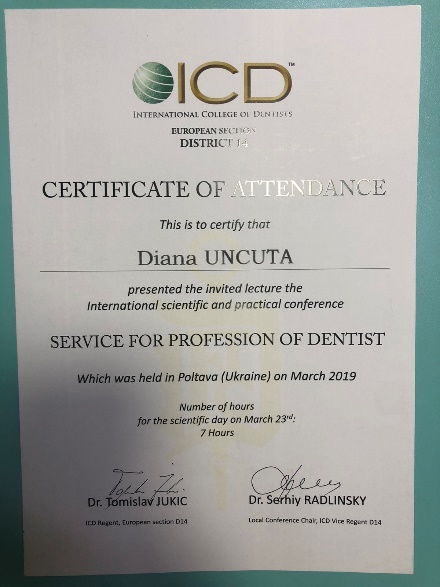 ICD™
INTERNATIONAL COLLEGE OF DENTISTS
EUROPEAN SECTION
DISTRICT 14
CERTIFICATE OF ATTENDANCE
This is to certify that
Diana UNCUTA
presented the invited lecture the
International scientific and practical conference
SERVICE FOR PROFESSION OF DENTIST
Which was held in Poltava (Ukraine) on March 2019
Number of hours
for the scientific day on March 23rd:
7 Hours
Dr. Tomislav JUKIC
ICD Regent, European section D14
Dr. Serhiy RADLINSKY
Local Conference Chair, ICD Vice Regent D14